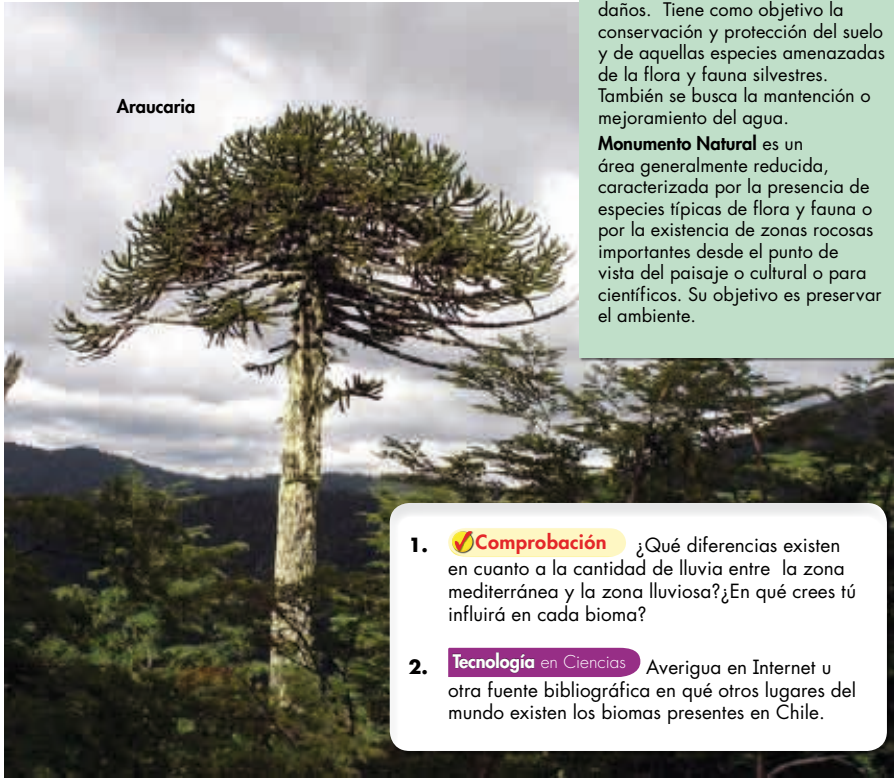 daños. Tiene como objetivo la
conservación y protección del suelo
y de aquellas especies amenazadas
de la flora y fauna silvestres.
También se busca la mantención o
mejoramiento del agua.
Monumento Natural es un
área generalmente reducida,
caracterizada por la presencia de
especies típicas de flora y fauna o
por la existencia de zonas rocosas
importantes desde el punto de
vista del paisaje o cultural o para
científicos. Su objetivo es preservar
el ambiente.
Araucaria
1. Comprobación ¿Qué diferencias existen
en cuanto a la cantidad de lluvia entre la zona
mediterránea y la zona lluviosa?¿En qué crees tú
influirá en cada bioma?
2. Tecnología en Ciencias Averigua en Internet u
otra fuente bibliográfica en qué otros lugares del
mundo existen los biomas presentes en Chile.